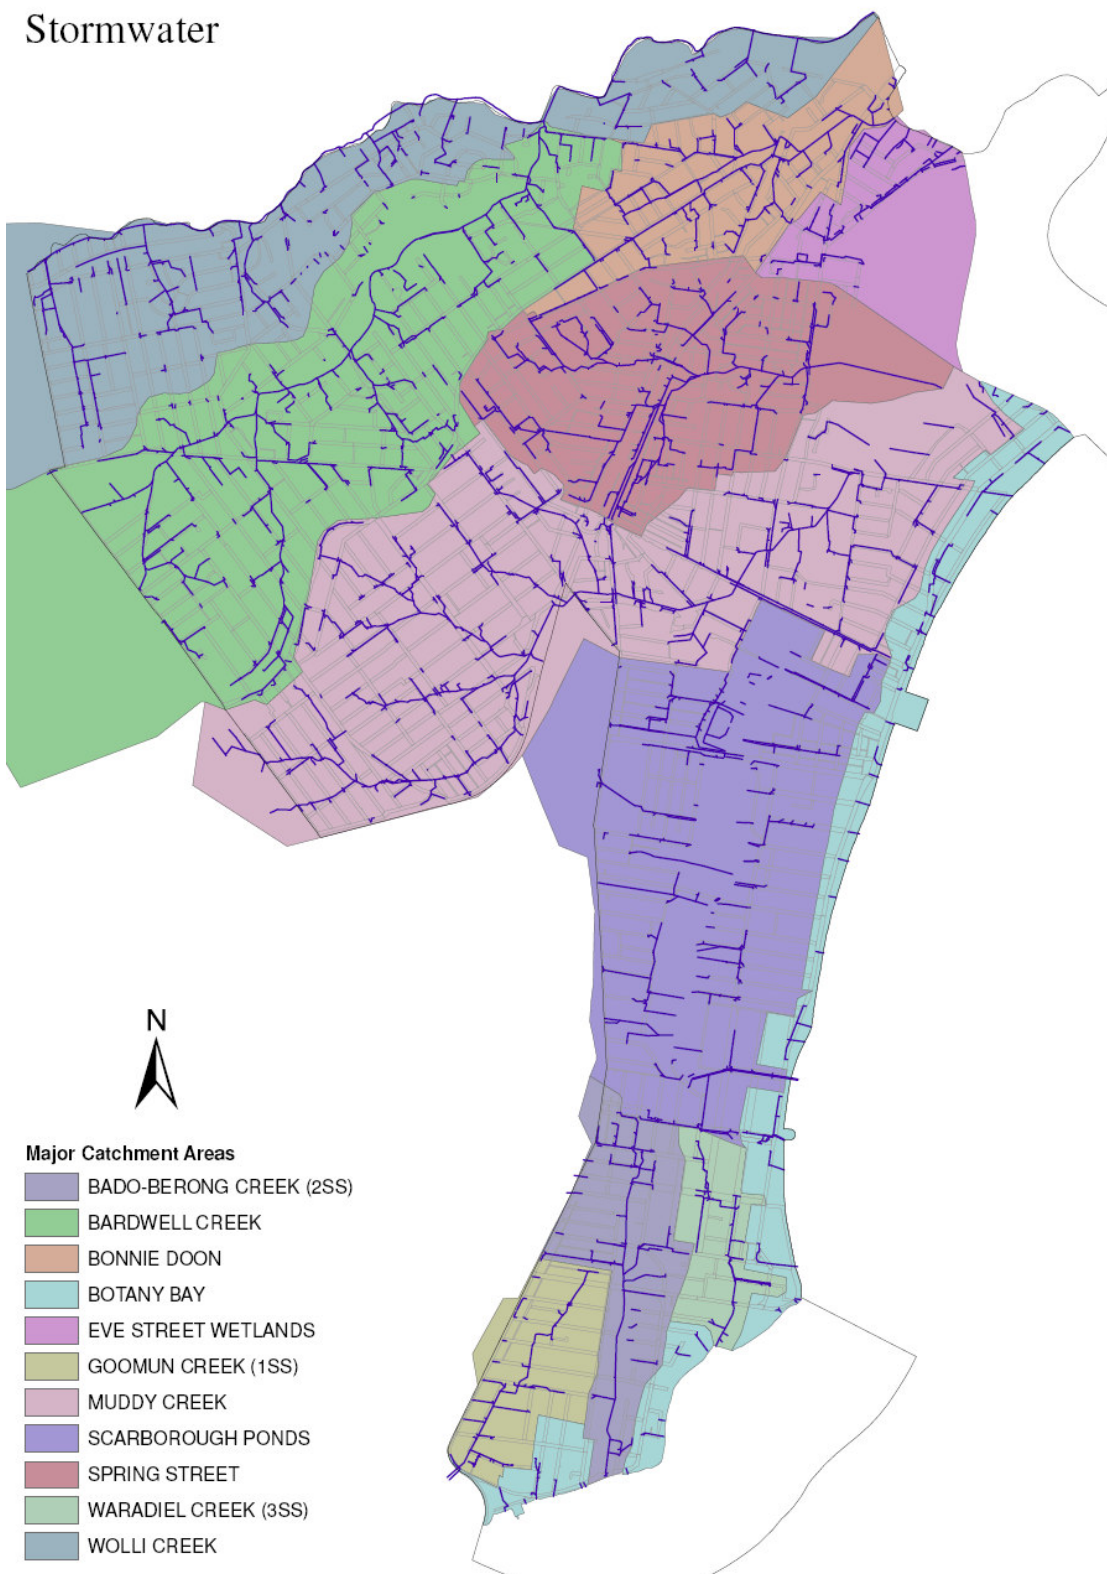 Stormwater
N
Major Catchment Areas
BADO-BERONG CREEK (2SS)
BARDWELL CREEK
BONNIE DOON
BOTANY BAY
EVE STREET WETLANDS
GOOMUN CREEK (1SS)
MUDDY CREEK
SCARBOROUGH PONDS
SPRING STREET
WARADIEL CREEK (3SS)
WOLLI CREEK